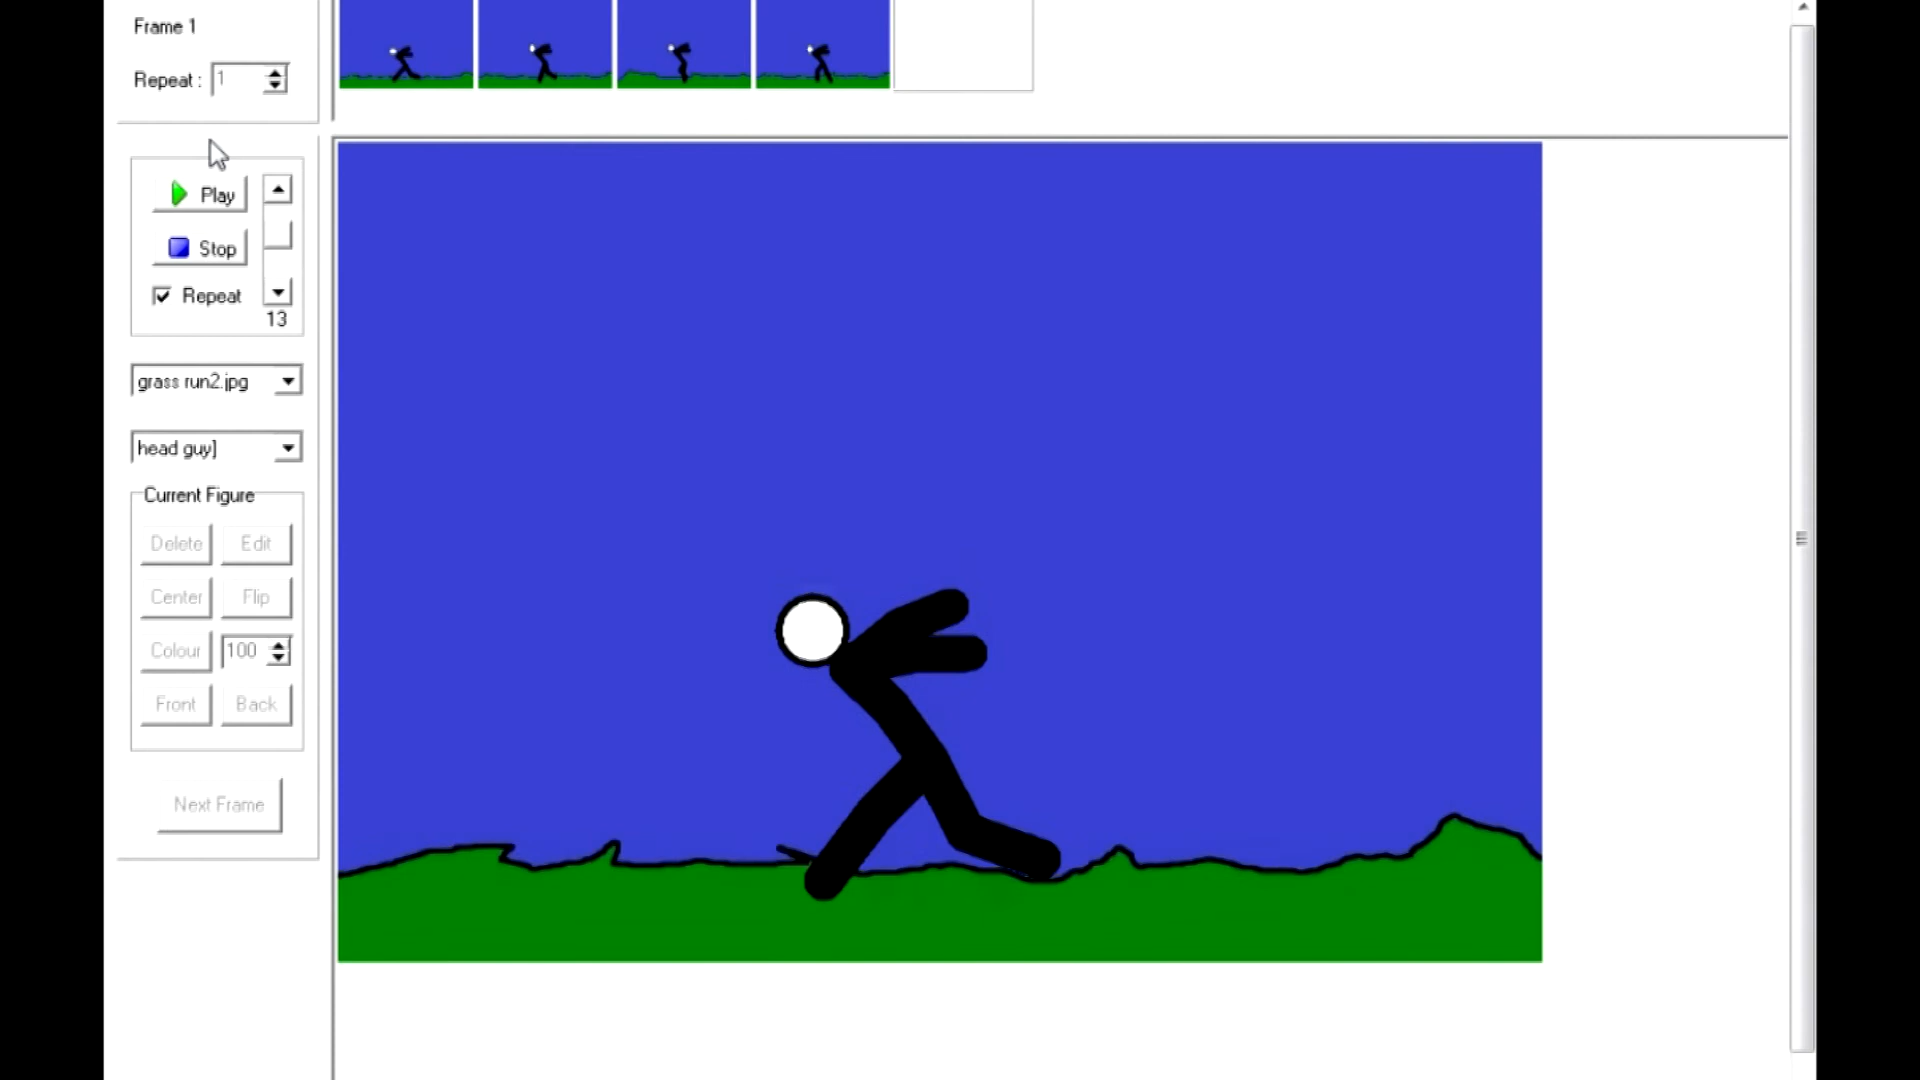 Frame 1
Repeat : 1
Play
Stop
Repeat
13
grass run2.jpg
head guy]
Current Figure
Delete Edit
Center Flip
Colour 100
Front Back
Next Frame